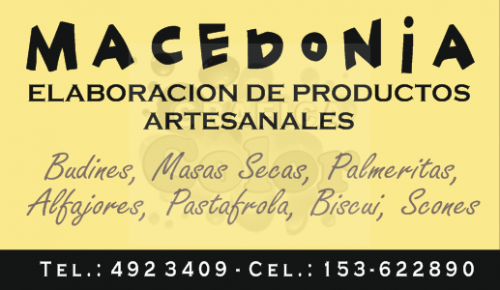 MACEDONiA
ELABORACION DE PRODUCTOS
ARTESANALES
Budines, Masas Secas, Palmeritas,
Alfajores, Pastafrola, Biscui, Scones
TEL.: 492 3409 - CEL.: 153-622890